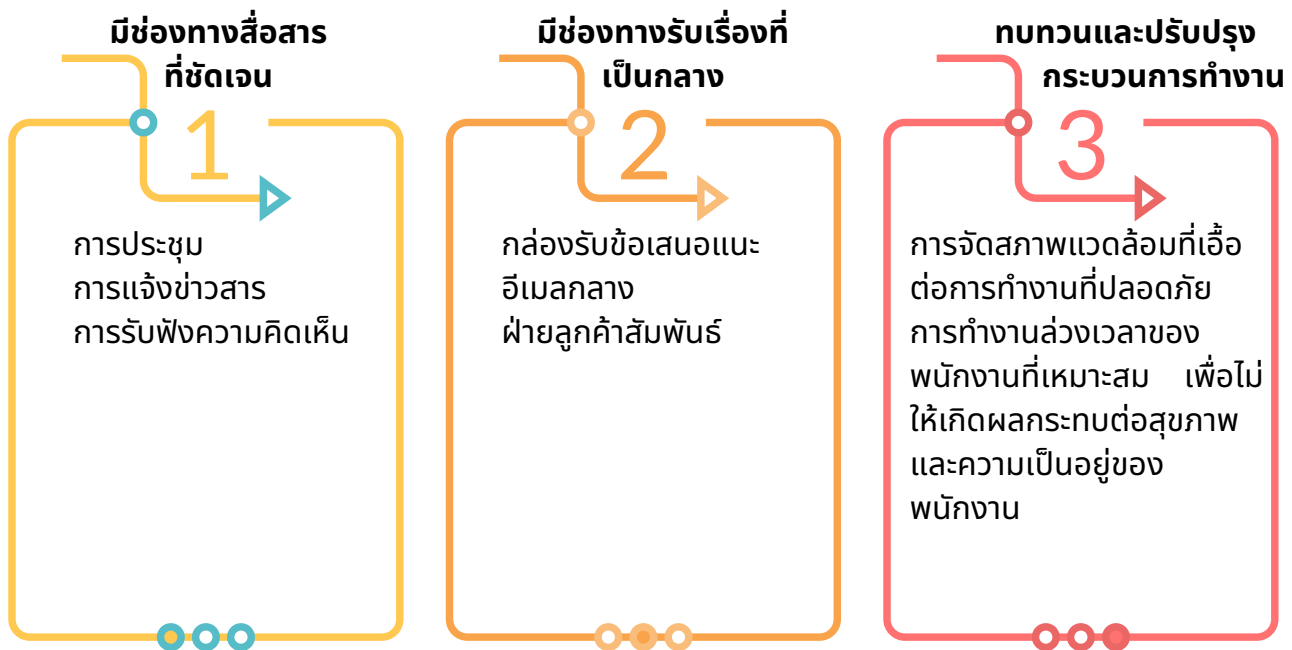 มีช่องทางสื่อสาร
ที่ชัดเจน
1
การประชุม
การแจ้งข่าวสาร
การรับฟังความคิดเห็น
มีช่องทางรับเรื่องที่
เป็นกลาง
2
กล่องรับข้อเสนอแนะ
อีเมลกลาง
ฝ่ายลูกค้าสัมพันธ์
ทบทวนและปรับปรุง
กระบวนการทำงาน
3
การจัดสภาพแวดล้อมที่เอื้อ
ต่อการทำงานที่ปลอดภัย
การทำงานล่วงเวลาของ
พนักงานที่เหมาะสม เพื่อไม่
ให้เกิดผลกระทบต่อสุขภาพ
และความเป็นอยู่ของ
พนักงาน